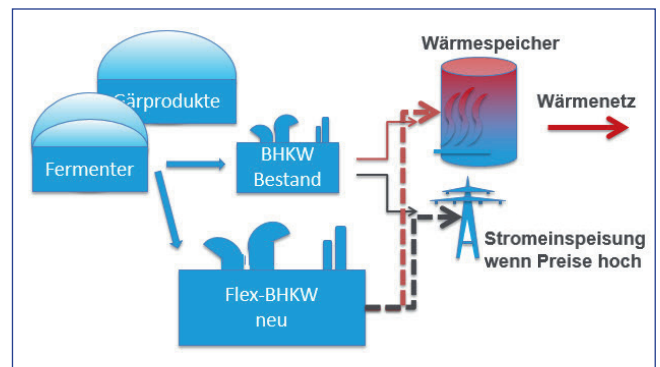 Gärprodukte
Fermenter
BHKW
Bestand
Flex-BHKW
neu
Wärmespeicher
Wärmenetz
Stromeinspeisung
wenn Preise hoch